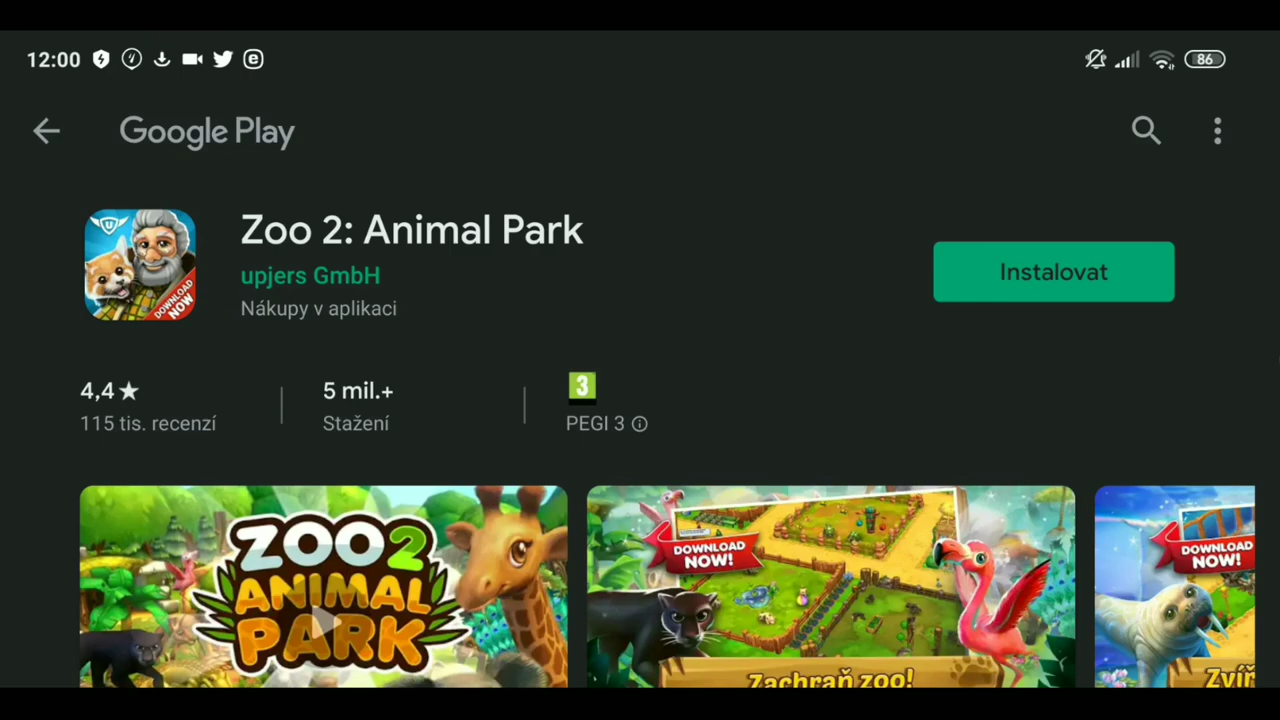 12:00
86
Google Play
Zoo 2: Animal Park
upjers GmbH
Nákupy v aplikaci
Instalovat
DOWNLOAD
NOW
4,4★
115 tis. recenzí
5 mil.+
Stažení
3
PEGI 3
ZOO 2
ANIMAL
PARK
DOWNLOAD
NOW!
Zachraň zoo!
DOWNLOAD
NOW!
Zvíř